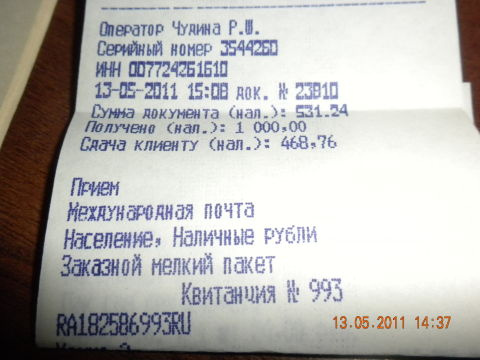 Оператор Чудина Р.Ш.
Серийный номер 3544260
ИНН 007724261610
13-05-2011 15:08 док. № 23810
Сумма документа (нал.): 531.24
Получено (нал.): 1 000,00
Сдача клиенту (нал.): 468,76
Прием
Международная почта
Население, Наличные рубли
Заказной мелкий пакет
Квитанция № 993
RA182586993RU
13.05.2011 14:37